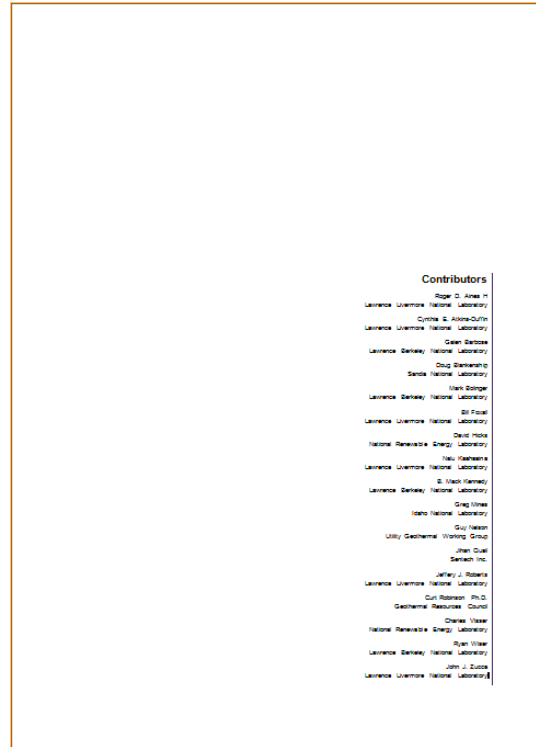 Contributors
Roger D. Aines H
Lawrence Livermore National Laboratory
Cynthia E. Atkins-Duffin
Lawrence Livermore National Laboratory
Galen Barbose
Lawrence Berkeley National Laboratory
Doug Blankenship
Sandia National Laboratory
Mark Bolinger
Lawrence Berkeley National Laboratory
Bill Foxall
Lawrence Livermore National Laboratory
David Hicks
National Renewable Energy Laboratory
Nalu Kaahaaina
Lawrence Livermore National Laboratory
B. Mack Kennedy
Lawrence Berkeley National Laboratory
Greg Mines
Idaho National Laboratory
Guy Nelson
Utility Geothermal Working Group
Jihan Quail
Sentech Inc.
Jeffery J. Roberts
Lawrence Livermore National Laboratory
Curt Robinson Ph.D.
Geothermal Resources Council
Charles Visser
National Renewable Energy Laboratory
Ryan Wiser
Lawrence Berkeley National Laboratory
John J. Zucca
Lawrence Livermore National Laboratory